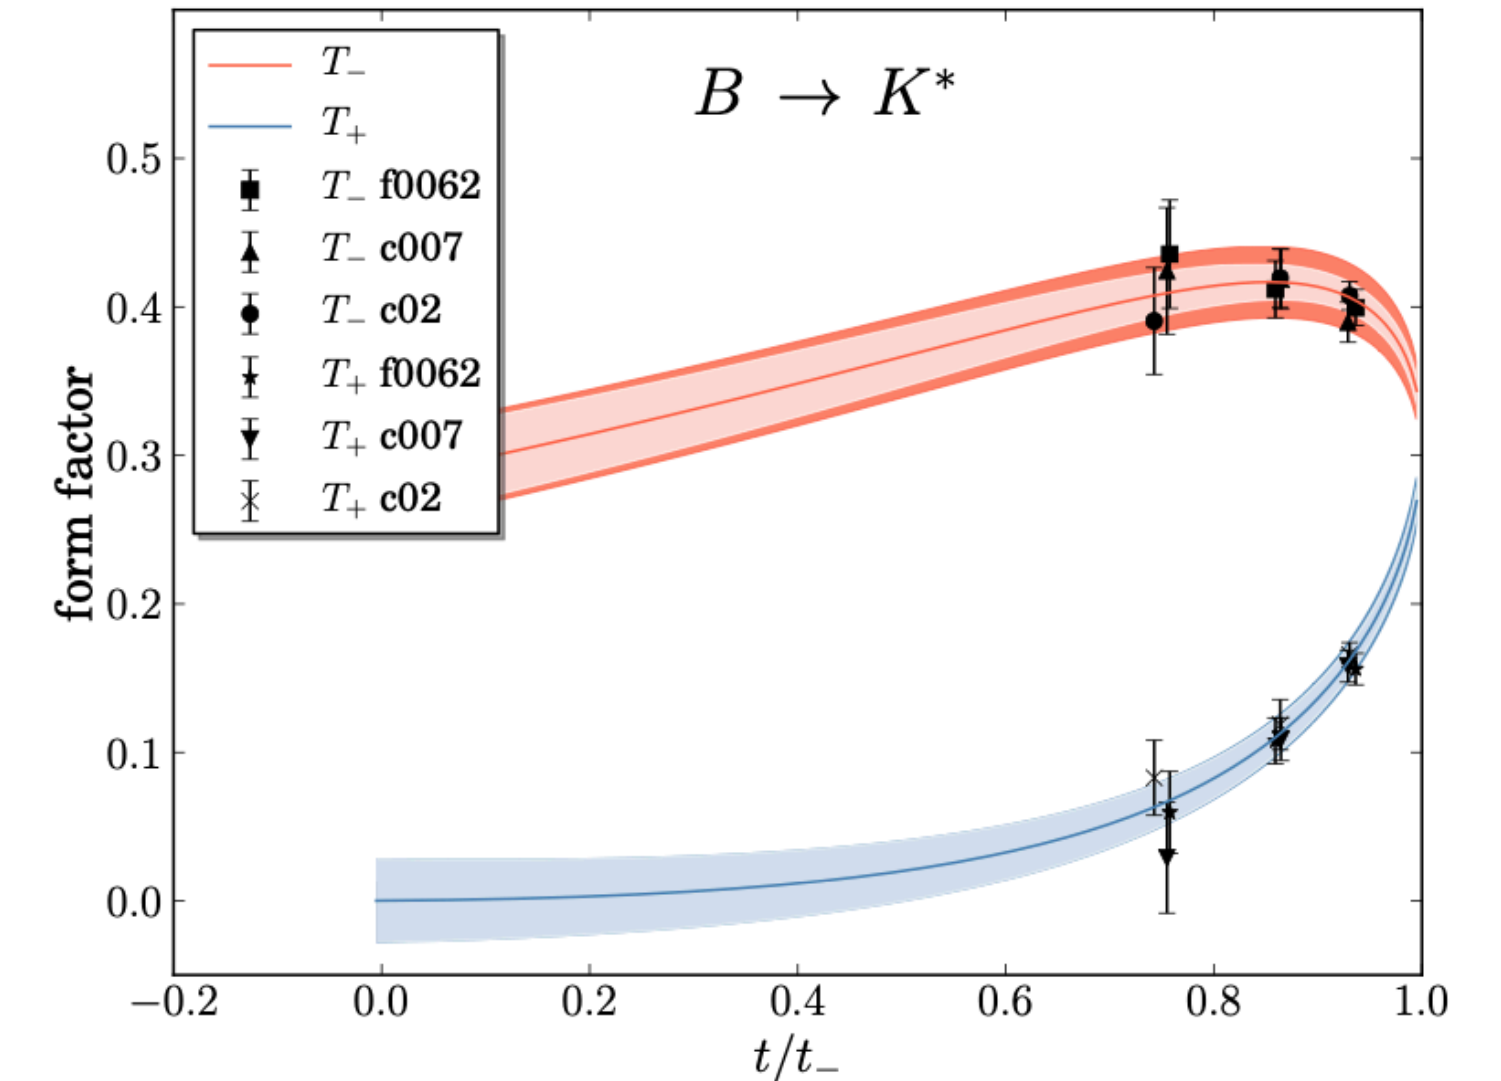 B → K*
T₋
T₊
T₋ f0062
T₋ c007
T₋ c02
T₊ f0062
T₊ c007
T₊ c02
form factor
0.5
0.4
0.3
0.2
0.1
0.0
−0.2 0.0 0.2 0.4 0.6 0.8 1.0
t/t₋